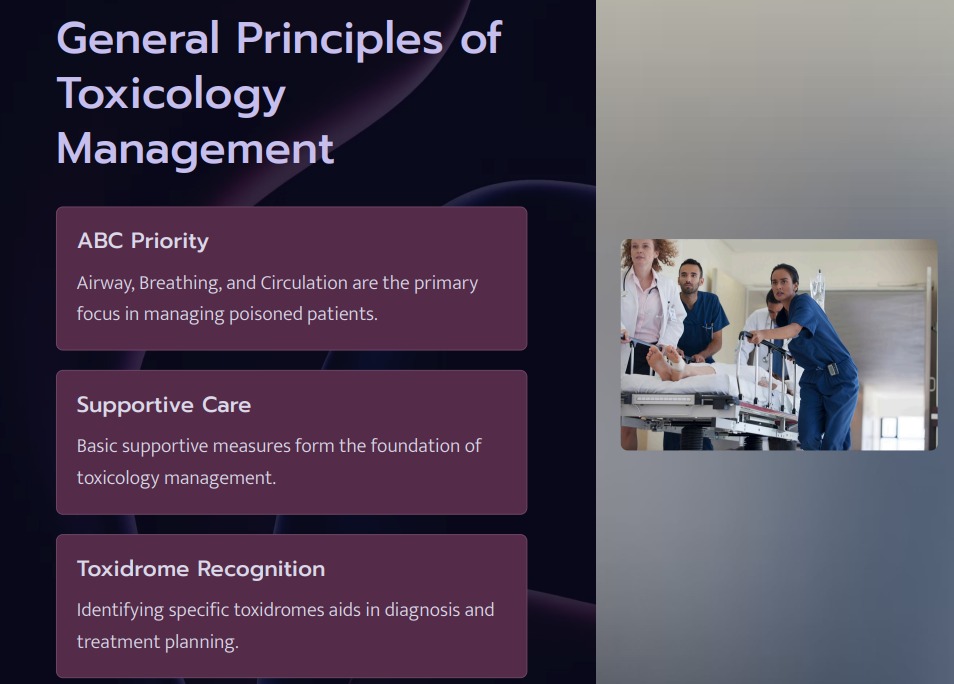 General Principles of
Toxicology
Management
ABC Priority
Airway, Breathing, and Circulation are the primary
focus in managing poisoned patients.
Supportive Care
Basic supportive measures form the foundation of
toxicology management.
Toxidrome Recognition
Identifying specific toxidromes aids in diagnosis and
treatment planning.